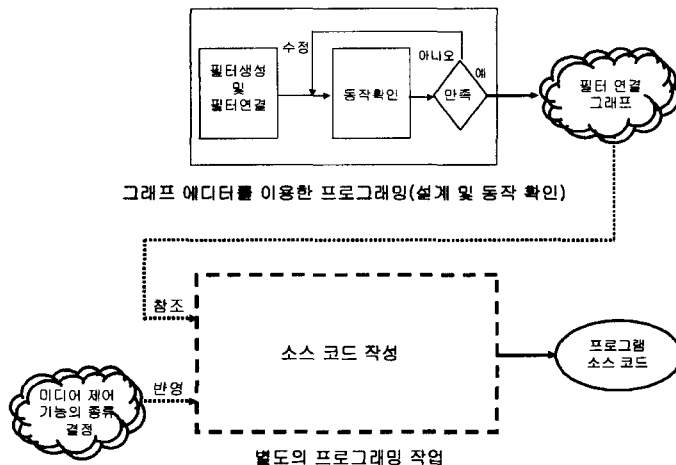 수정
아니오
예
필터생성
및
필터연결
동작확인
만족
필터 연결
그래프
그래프 에디터를 이용한 프로그래밍(설계 및 동작 확인)
참조
소스 코드 작성
프로그램
소스 코드
반영
미디어 제어
기능의 종류
결정
별도의 프로그래밍 작업